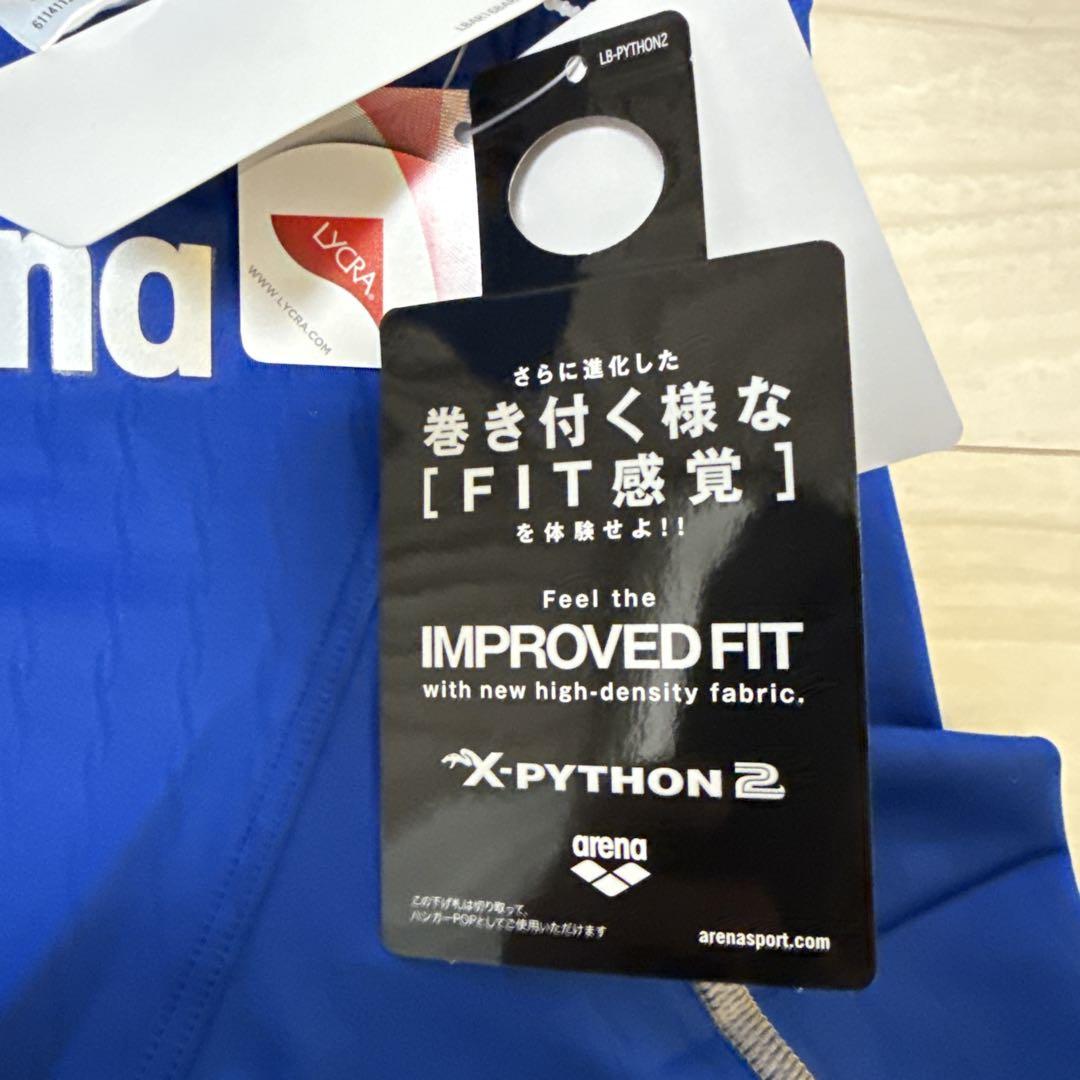 LB-PYTHON2
LYCRA®
WWW.LYCRA.COM
na
さらに進化した
巻き付く様な
[FIT感覚]
を体験せよ!!
Feel the
IMPROVED FIT
with new high-density fabric.
X-PYTHON 2
arena
この下げ札は切り取って、
ハンガーPOPとしてご使用いただけます
arenasport.com